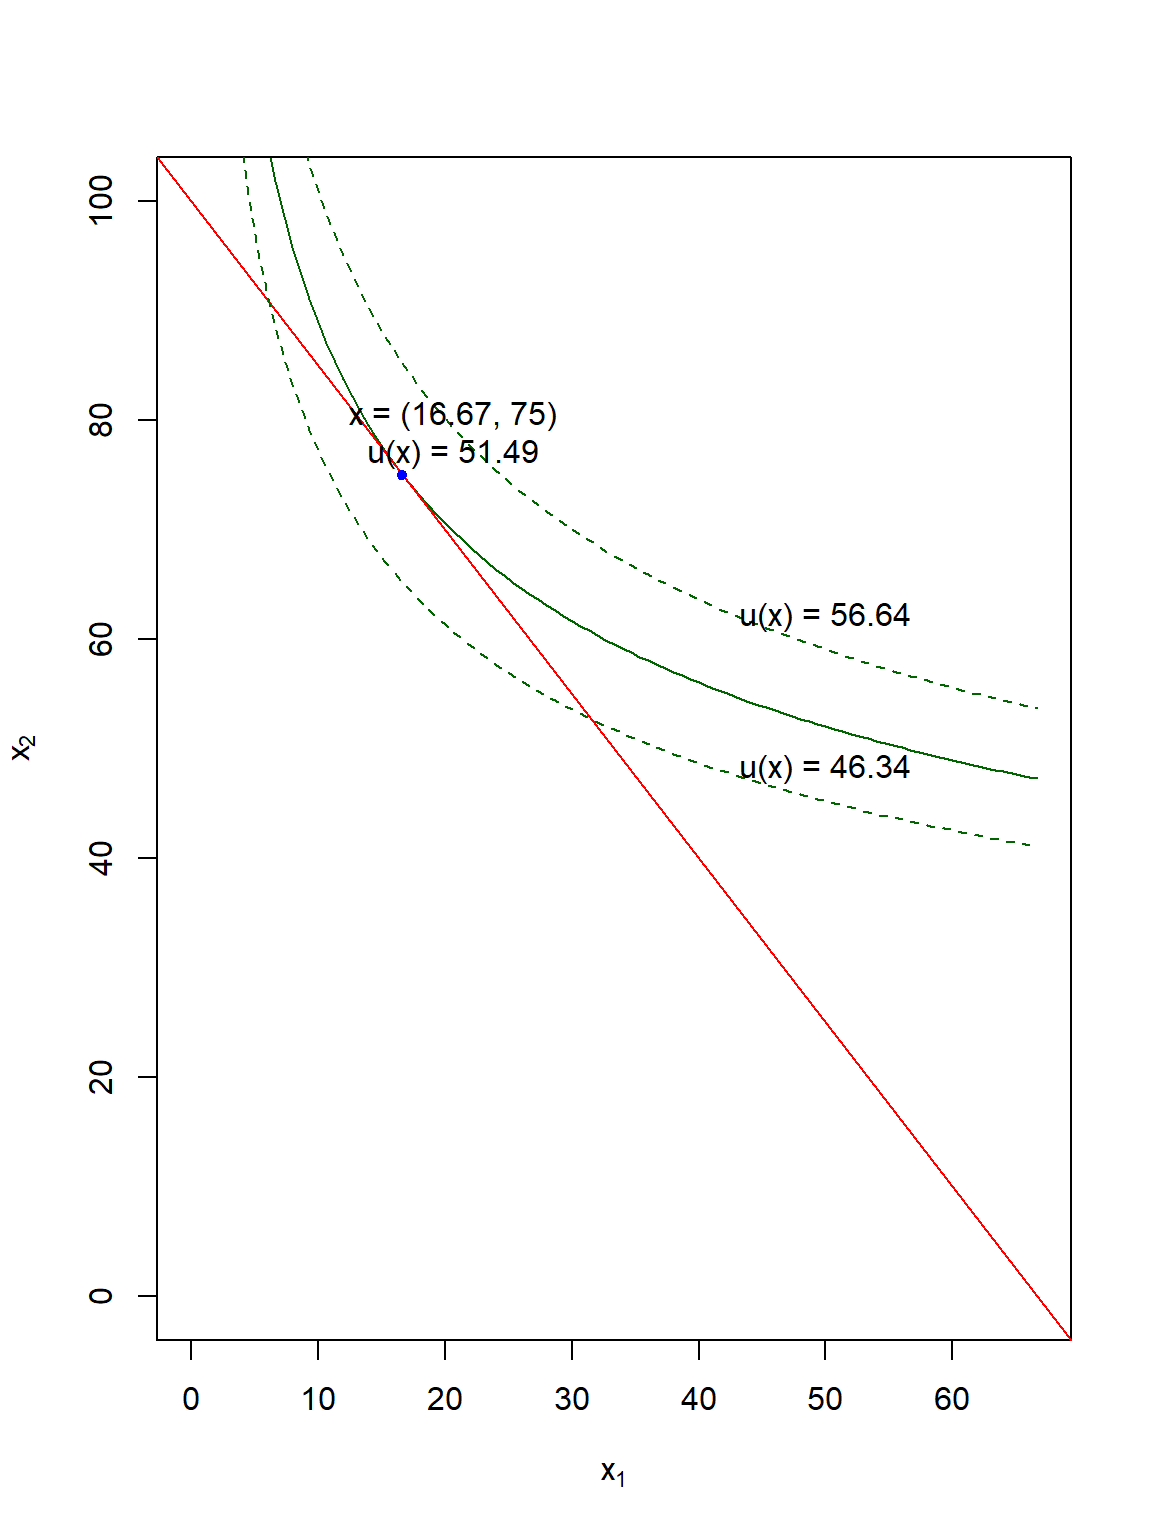 100
80
60
40
20
0
x = (16.67, 75)
u(x) = 51.49
u(x) = 56.64
u(x) = 46.34
x₂
0 10 20 30 40 50 60
x₁